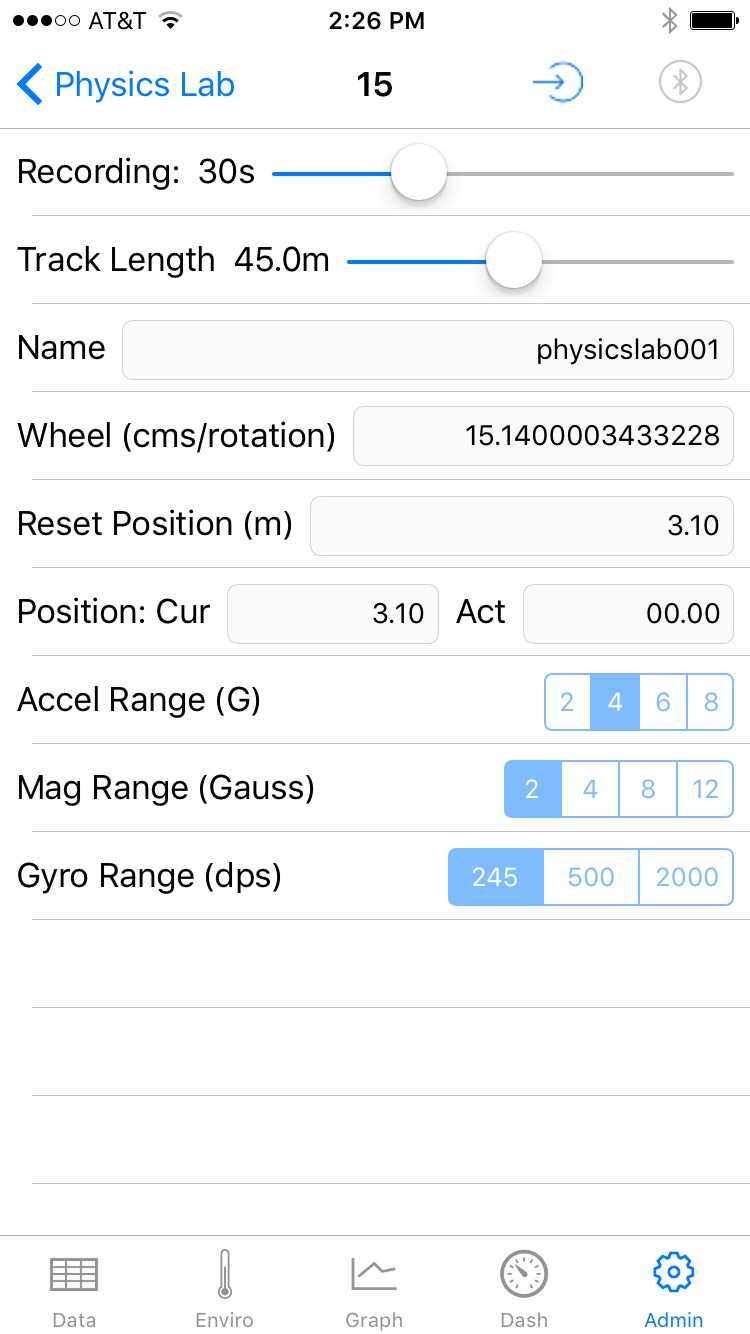 AT&T 2:26 PM
Physics Lab 15
Recording: 30s
Track Length 45.0m
Name physicslab001
Wheel (cms/rotation) 15.1400003433228
Reset Position (m) 3.10
Position: Cur 3.10 Act 00.00
Accel Range (G) 2 4 6 8
Mag Range (Gauss) 2 4 8 12
Gyro Range (dps) 245 500 2000
Data Enviro Graph Dash Admin